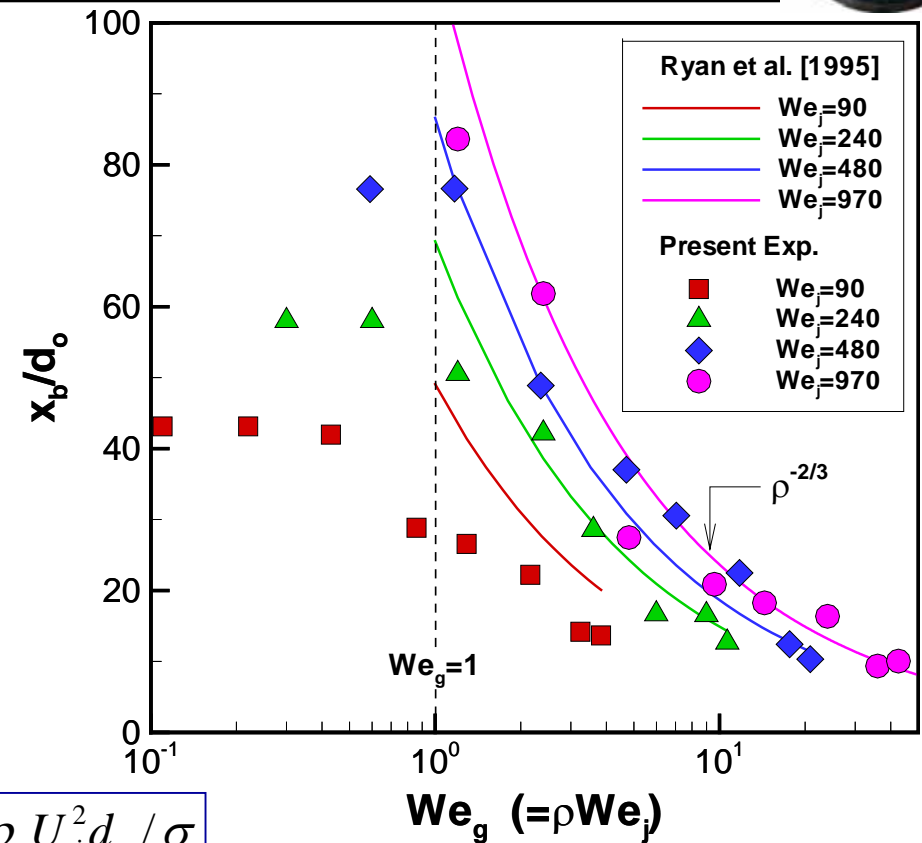 100
80
60
40
20
0
x_b/d_o
Ryan et al. [1995]
We_j=90
We_j=240
We_j=480
We_j=970
Present Exp.
We_j=90
We_j=240
We_j=480
We_j=970
ρ^-2/3
We_g=1
10^-1 10^0 10^1
We_g (=ρWe_j)
U_j^2 d /σ